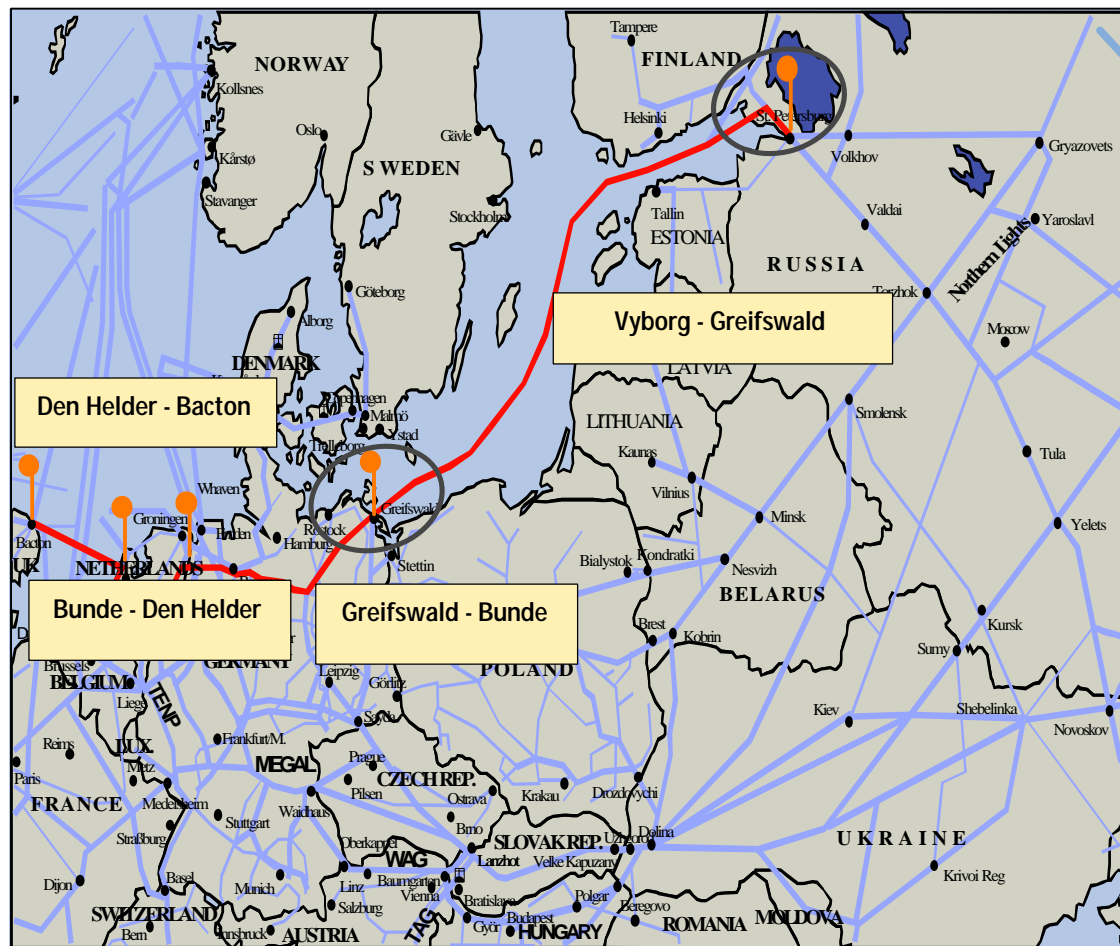 Tampere
FINLAND
NORWAY
Kollsnes
Helsinki
St. Petersburg
Oslo
Gävle
Volkhov
Gryazovets
Kårstø
SWEDEN
Stavanger
Stockholm
Tallin
Valdai
Yaroslavl
ESTONIA
Northern Lights
RUSSIA
Göteborg
Torzhok
Alborg
Vyborg - Greifswald
Moscow
DENMARK
LATVIA
Den Helder - Bacton
Malmö
Ystad
Trelleborg
LITHUANIA
Smolensk
Kaunas
Tula
Vilnius
Whaven
Greifswald
Minsk
Yelets
Groningen
Emden
Rostock
Bacton
Hamburg
UK
NETHERLANDS
Stettin
Bialystok
Kondratki
Nesvizh
BELARUS
Bunde - Den Helder
Greifswald - Bunde
Brest
Kobrin
Kursk
Sumy
Brussels
GERMANY
POLAND
BELGIUM
Liege
TENP
Leipzig
Görlitz
Sayda
Kiev
Shebelinka
Novoskov
Reims
LUX.
Frankfurt/M.
Paris
Metz
MEGAL
Prague
CZECH REP.
Pilsen
Ostrava
Krakau
Drozdovychi
FRANCE
Medelsheim
Waidhaus
Stuttgart
Straßburg
Brno
Oberkappel
SLOVAK REP.
Uzhgorod
Dolina
UKRAINE
WAG
Lanzhot
Velke Kapuzany
Dijon
Basel
Munich
Linz
Baumgarten
Vienna
Bratislava
Polgar
Beregovo
Krivoi Reg
SWITZERLAND
Salzburg
TAG
Györ
Budapest
HUNGARY
ROMANIA
MOLDOVA
Bern
Innsbruck
AUSTRIA